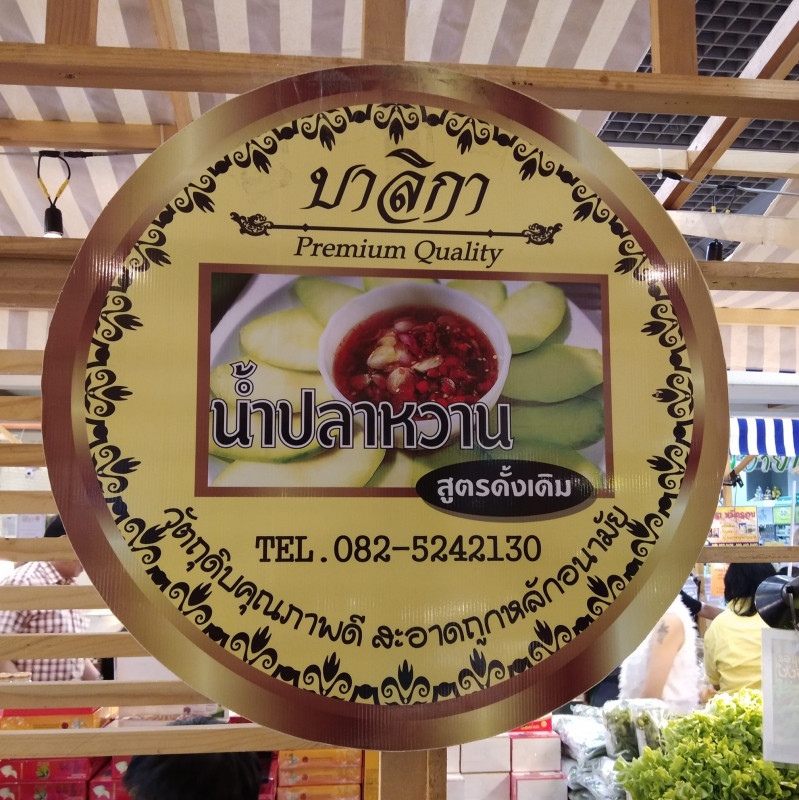 บาลิกา
Premium Quality
น้ำปลาหวาน
สูตรดั้งเดิม
TEL.082-5242130
วัตถุดิบคุณภาพดี สะอาดถูกหลักอนามัย